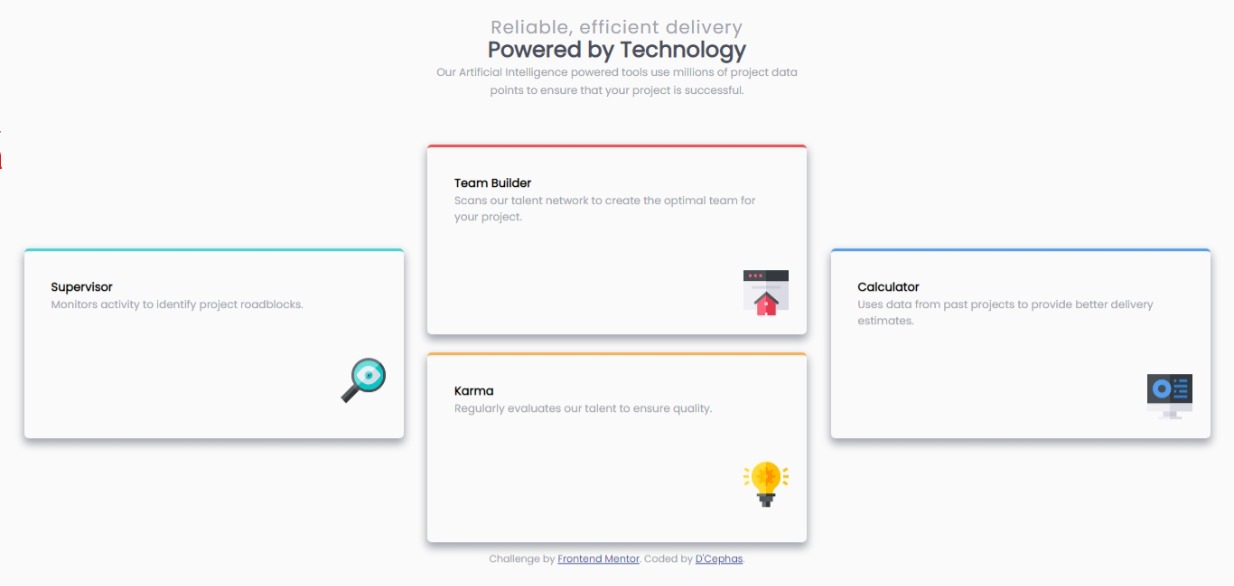 Reliable, efficient delivery
Powered by Technology
Our Artificial Intelligence powered tools use millions of project data
points to ensure that your project is successful.
Supervisor
Monitors activity to identify project roadblocks.
Team Builder
Scans our talent network to create the optimal team for
your project.
Karma
Regularly evaluates our talent to ensure quality.
Calculator
Uses data from past projects to provide better delivery
estimates.
Challenge by Frontend Mentor. Coded by D'Cephas.